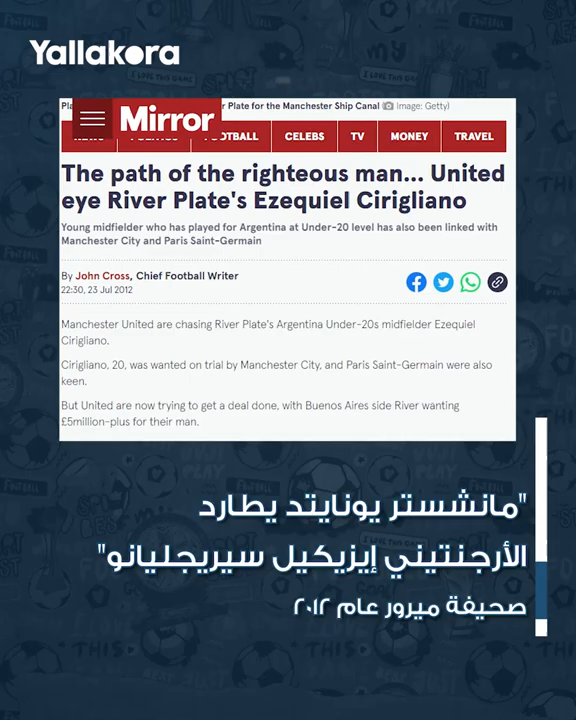 Yallakora
r Plate for the Manchester Ship Canal Image: Getty)
Mirror
CELEBS TV MONEY TRAVEL
The path of the righteous man... United
eye River Plate's Ezequiel Cirigliano
Young midfielder who has played for Argentina at Under-20 level has also been linked with
Manchester City and Paris Saint-Germain
By John Cross, Chief Football Writer
22:30, 23 Jul 2012
Manchester United are chasing River Plate's Argentina Under-20s midfielder Ezequiel
Cirigliano.
Cirigliano, 20, was wanted on trial by Manchester City, and Paris Saint-Germain were also
keen.
But United are now trying to get a deal done, with Buenos Aires side River wanting
£5million-plus for their man.
"مانشستر يونايتد يطارد
الأرجنتيني إيزيكيل سيريجليانو"
صحيفة ميرور عام ٢٠١٢